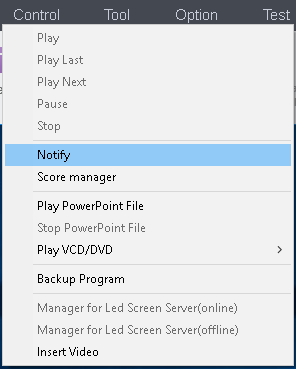 Control Tool Option Test
Play
Play Last
Play Next
Pause
Stop
Notify
Score manager
Play PowerPoint File
Stop PowerPoint File
Play VCD/DVD
Backup Program
Manager for Led Screen Server(online)
Manager for Led Screen Server(offline)
Insert Video